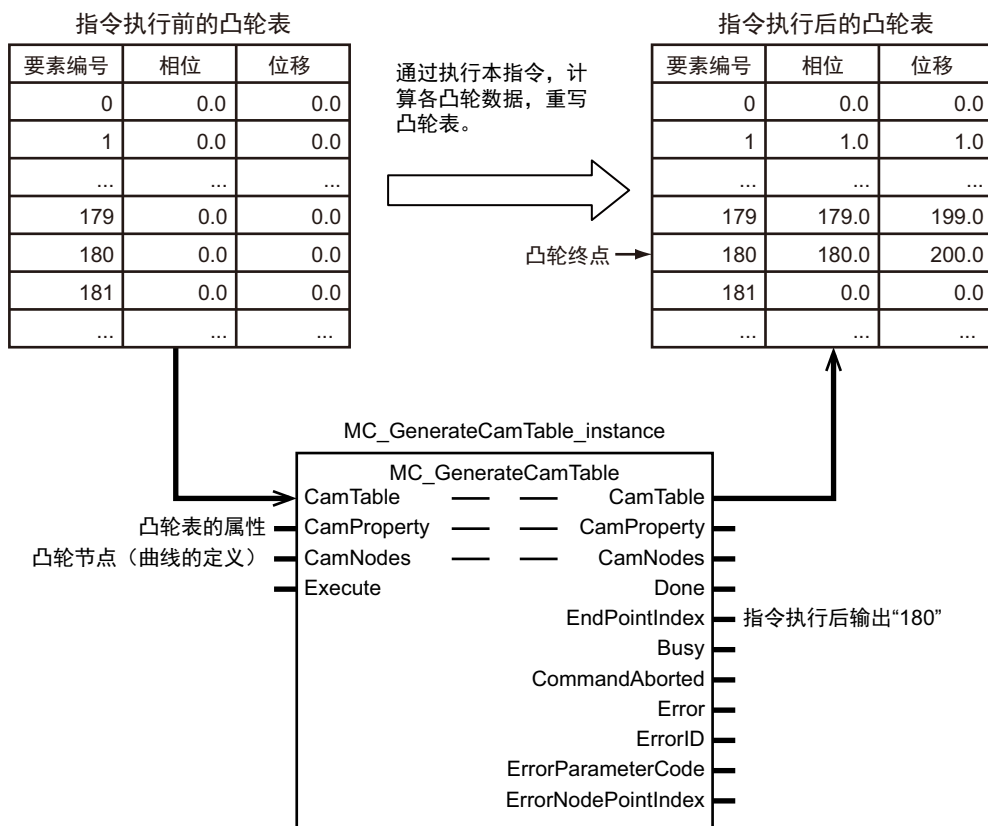 指令执行前的凸轮表
要素编号 相位 位移
0 0.0 0.0
1 0.0 0.0
... ... ...
179 0.0 0.0
180 0.0 0.0
181 0.0 0.0
... ... ...
通过执行本指令，计
算各凸轮数据，重写
凸轮表。
凸轮终点
指令执行后的凸轮表
要素编号 相位 位移
0 0.0 0.0
1 1.0 1.0
... ... ...
179 179.0 199.0
180 180.0 200.0
181 0.0 0.0
... ... ...
MC_GenerateCamTable_instance
MC_GenerateCamTable
CamTable — — CamTable
凸轮表的属性 CamProperty — — CamProperty
凸轮节点（曲线的定义） CamNodes — — CamNodes
Execute Done
EndPointIndex 指令执行后输出“180”
Busy
CommandAborted
Error
ErrorID
ErrorParameterCode
ErrorNodePointIndex